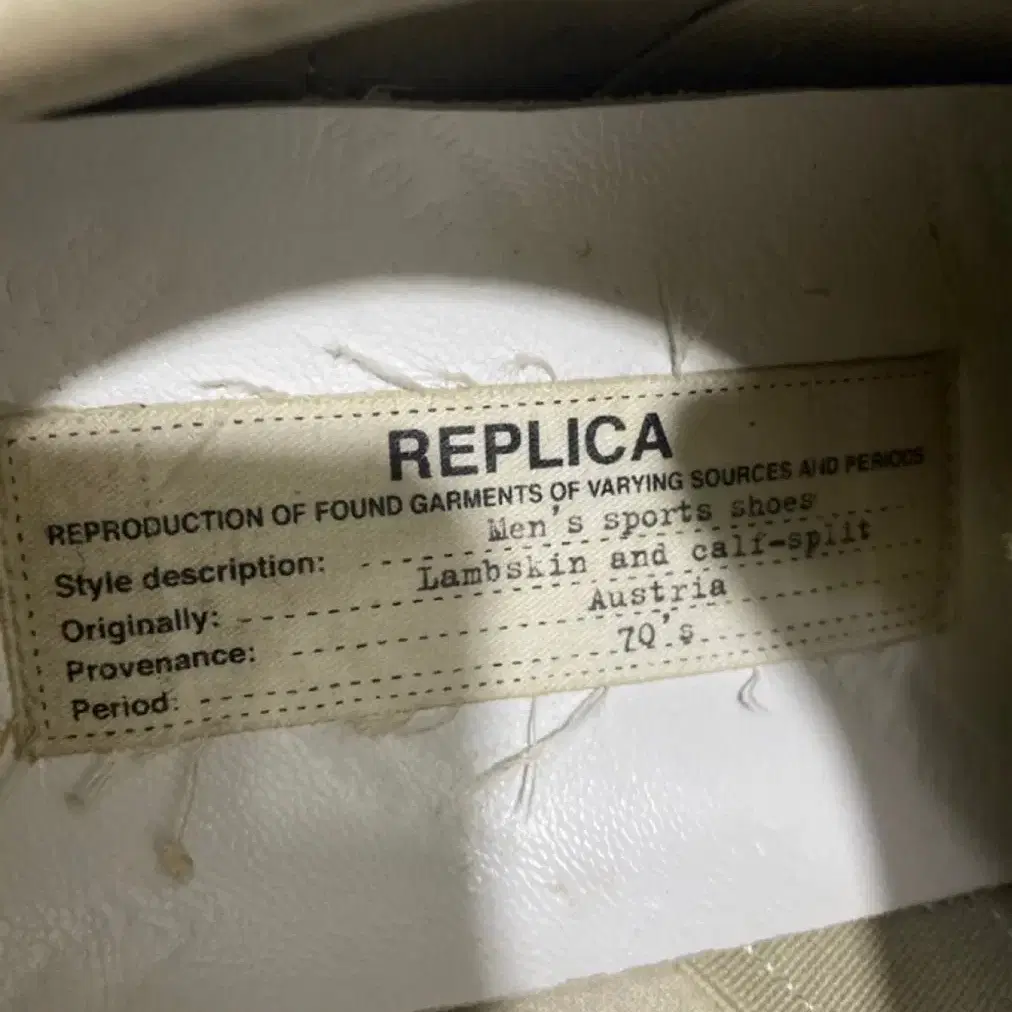 REPLICA
REPRODUCTION OF FOUND GARMENTS OF VARYING SOURCES AND PERIODS
Style description: Men's sports shoes
Originally: Lambskin and calf-split
Provenance: Austria
Period: 70's